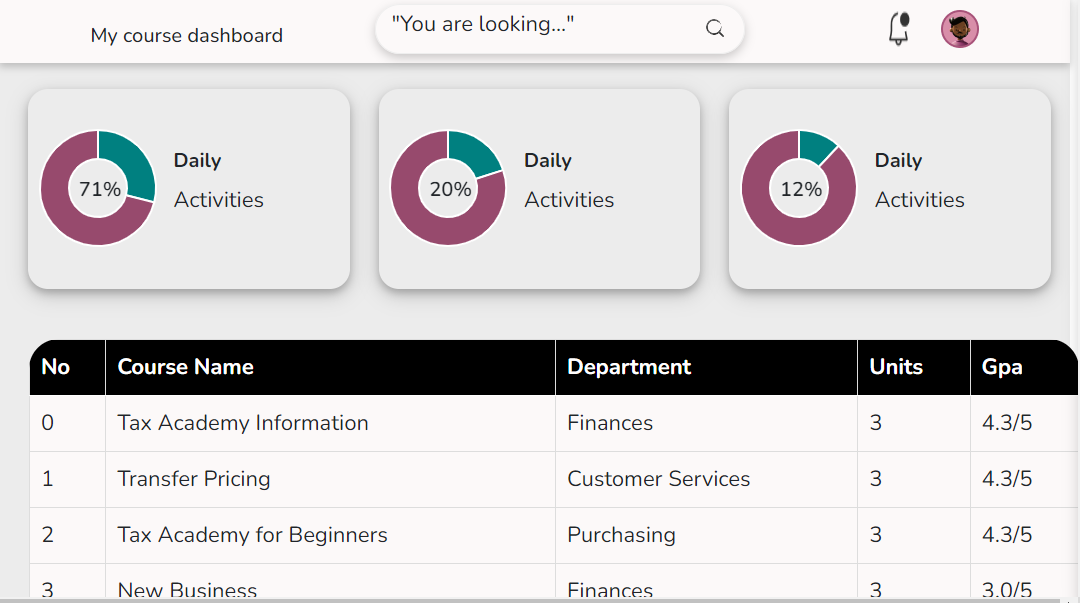 My course dashboard
"You are looking..."
71%
Daily
Activities
20%
Daily
Activities
12%
Daily
Activities
No Course Name Department Units Gpa
0 Tax Academy Information Finances 3 4.3/5
1 Transfer Pricing Customer Services 3 4.3/5
2 Tax Academy for Beginners Purchasing 3 4.3/5
3 New Business Finances 3 3.0/5